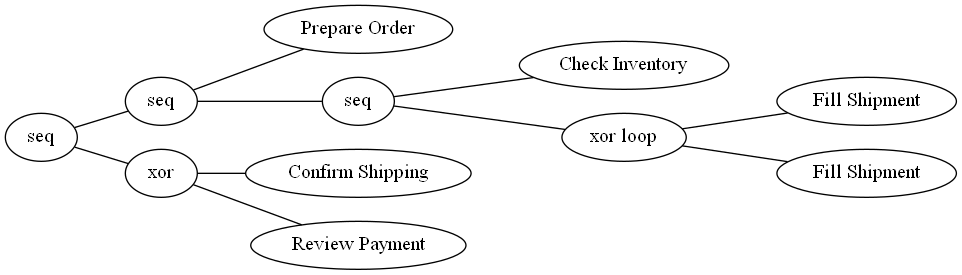 Prepare Order
Check Inventory
seq
seq
Fill Shipment
seq
xor loop
xor
Confirm Shipping
Fill Shipment
Review Payment